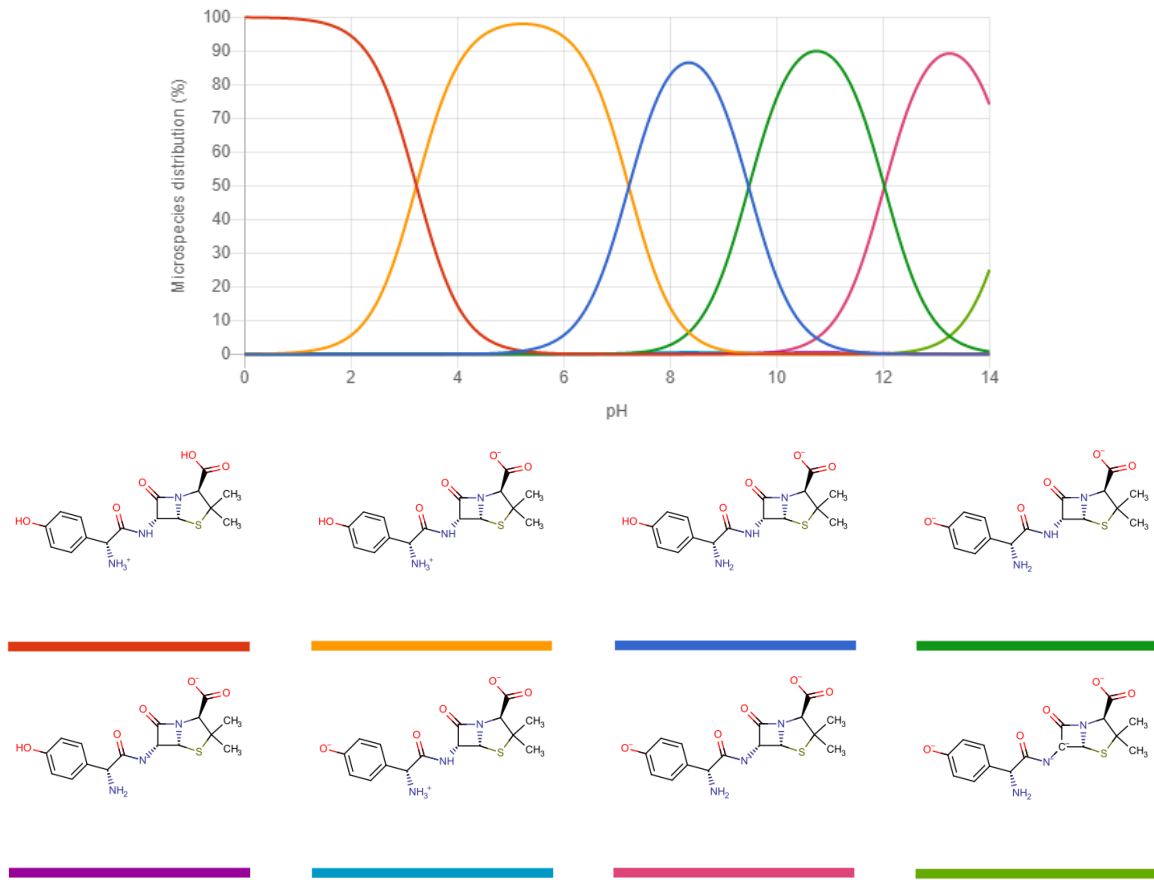 Microspecies distribution (%)
100
90
80
70
60
50
40
30
20
10
0
0 2 4 6 8 10 12 14
pH
HO
O
O
N
CH₃
O
CH₃
HO
S
NH
NH₃⁺
O⁻
O
O
N
CH₃
O
CH₃
HO
S
NH
NH₃⁺
O⁻
O
O
N
CH₃
O
CH₃
HO
S
NH
NH₂
O⁻
O
O
N
CH₃
O
CH₃
O⁻
S
NH
NH₂
O⁻
O
O
N
CH₃
O
CH₃
HO
S
N⁻
NH₂
O⁻
O
O
N
CH₃
O
CH₃
O⁻
S
NH
NH₃⁺
O⁻
O
O
N
CH₃
O
CH₃
O⁻
S
N⁻
NH₂
O⁻
O
O
N
CH₃
O
C⁻
CH₃
O⁻
S
N⁻
NH₂